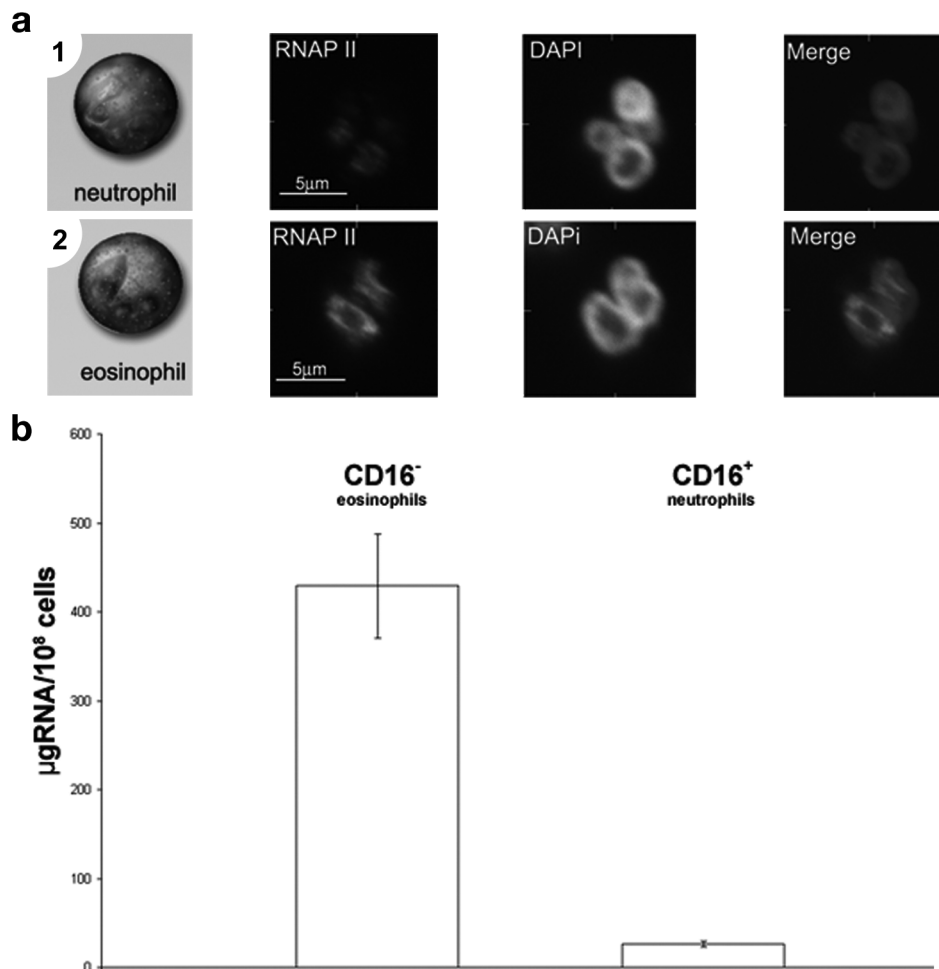 a
1
neutrophil
RNAP II
5μm
DAPI
Merge
2
eosinophil
RNAP II
5μm
DAPi
Merge
b
μgRNA/10⁸ cells
600
500
400
300
200
100
0
CD16⁻
eosinophils
CD16⁺
neutrophils